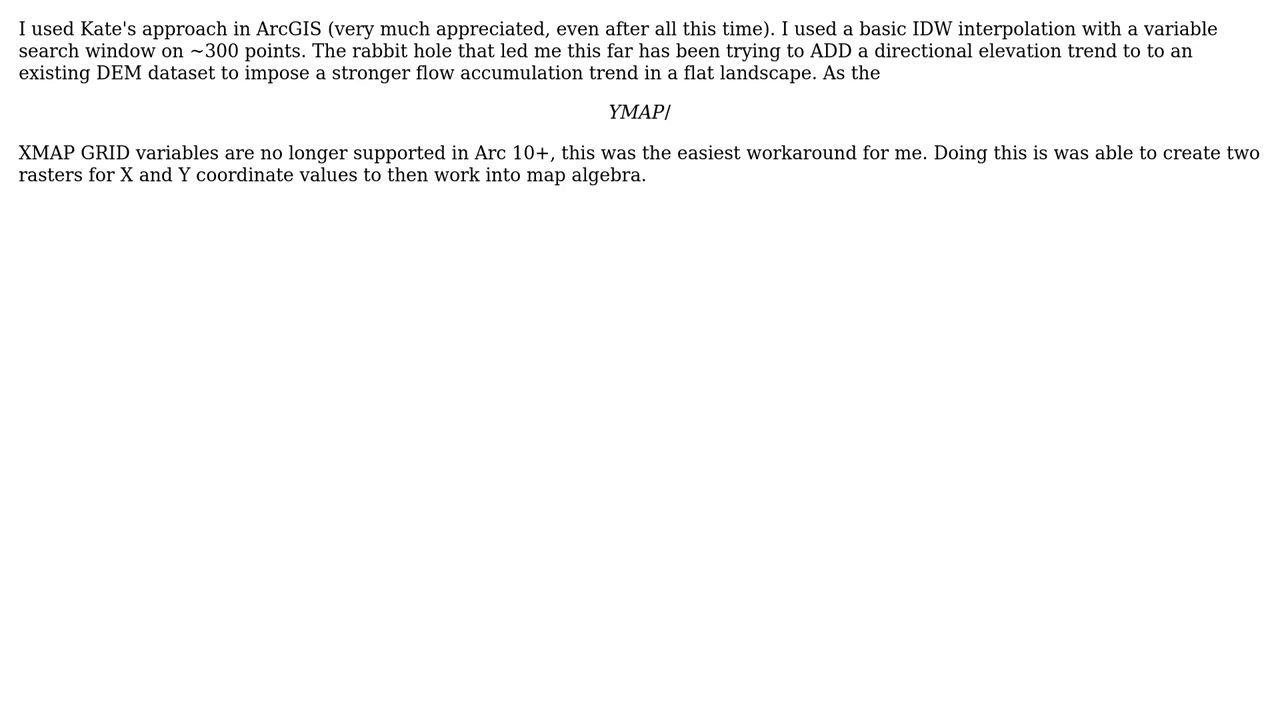 I used Kate's approach in ArcGIS (very much appreciated, even after all this time). I used a basic IDW interpolation with a variable
search window on ~300 points. The rabbit hole that led me this far has been trying to ADD a directional elevation trend to to an
existing DEM dataset to impose a stronger flow accumulation trend in a flat landscape. As the
YMAP/
XMAP GRID variables are no longer supported in Arc 10+, this was the easiest workaround for me. Doing this is was able to create two
rasters for X and Y coordinate values to then work into map algebra.